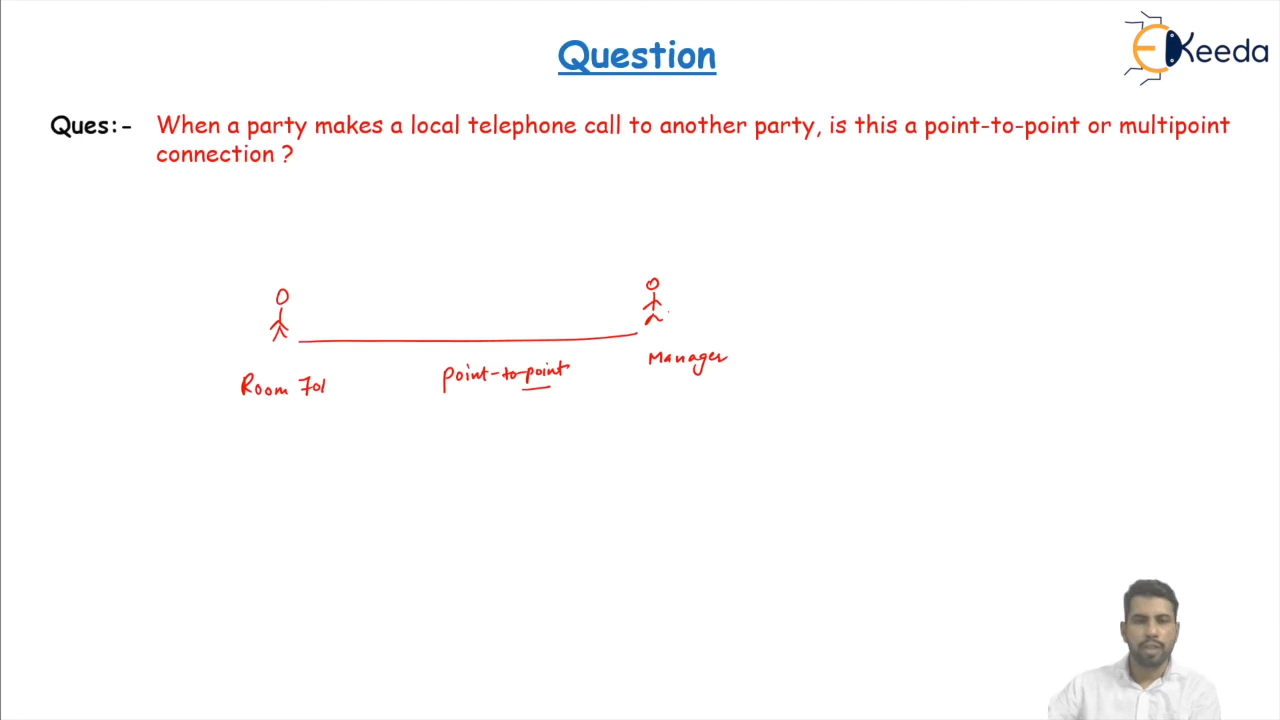 Question
EKeeda
Ques:- When a party makes a local telephone call to another party, is this a point-to-point or multipoint
connection ?
Manager
Room 701 point-to-point